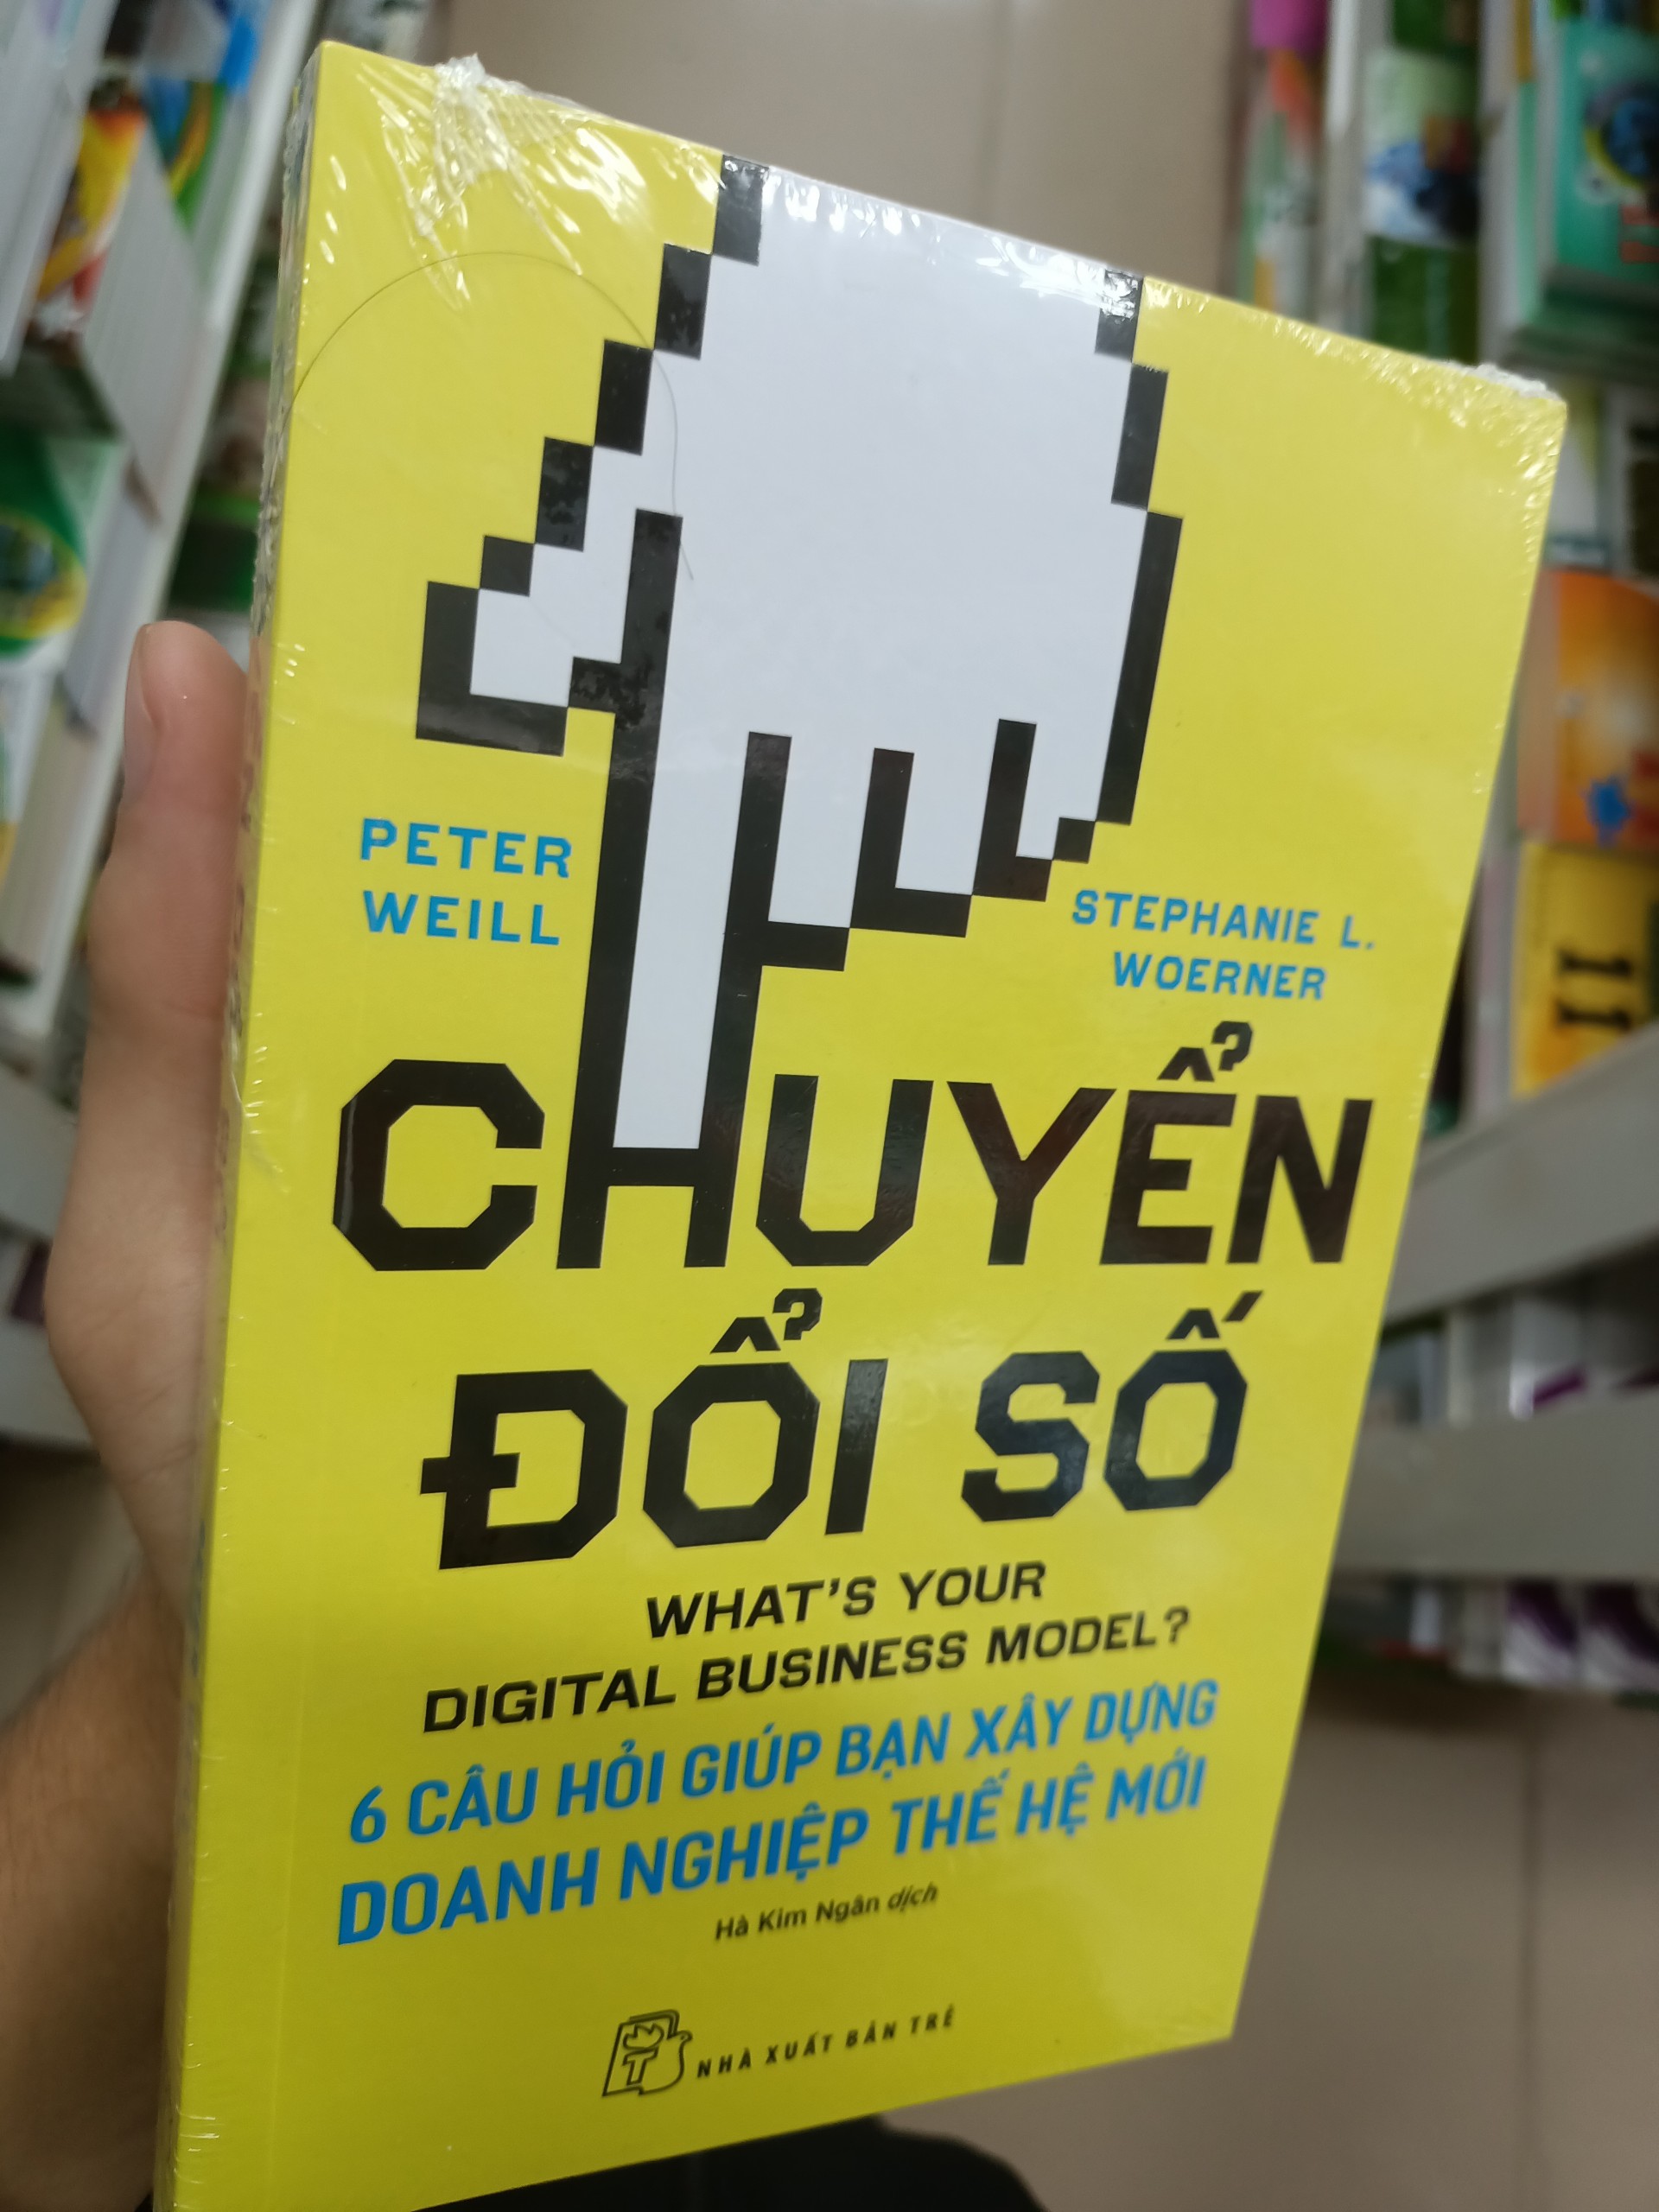 PETER
WEILL
STEPHANIE L.
WOERNER
CHUYỂN
ĐỔI SỐ
WHAT'S YOUR
DIGITAL BUSINESS MODEL?
6 CÂU HỎI GIÚP BẠN XÂY DỰNG
DOANH NGHIỆP THẾ HỆ MỚI
Hà Kim Ngân dịch
NHÀ XUẤT BẢN TRẺ
11